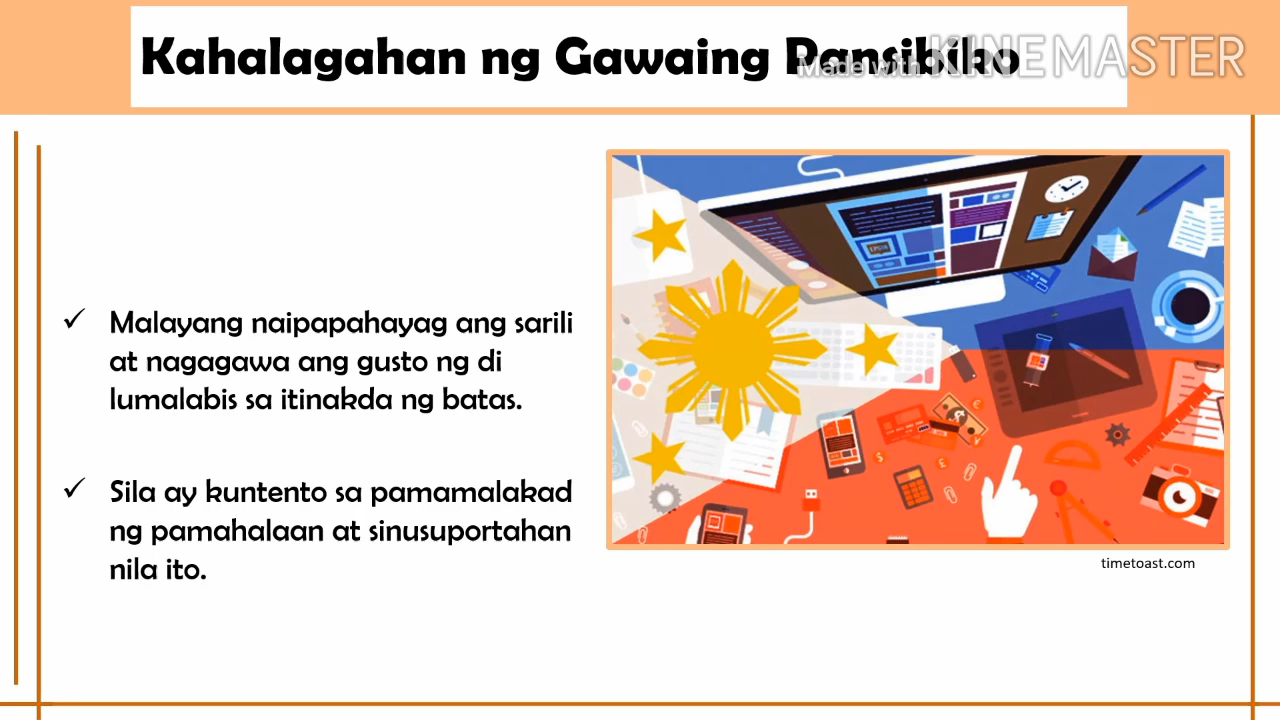 Kahalagahan ng Gawaing Pansibiko
Made with KINEMASTER
Malayang naipapahayag ang sarili
at nagagawa ang gusto ng di
lumalabis sa itinakda ng batas.
Sila ay kuntento sa pamamalakad
ng pamahalaan at sinusuportahan
nila ito.
timetoast.com